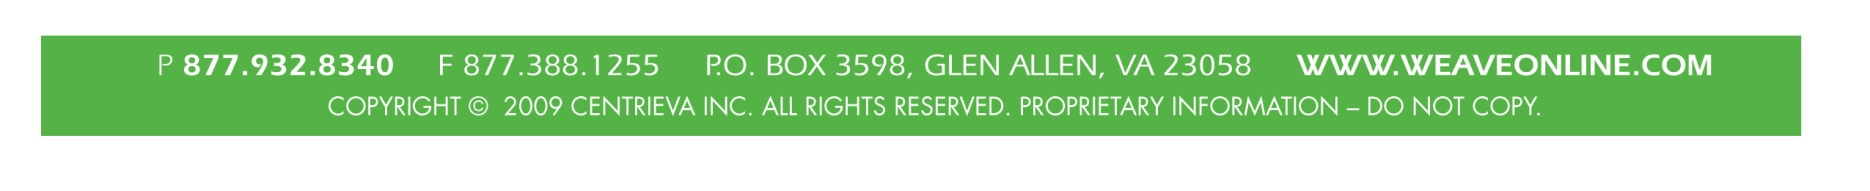 P 877.932.8340 F 877.388.1255 P.O. BOX 3598, GLEN ALLEN, VA 23058 WWW.WEAVEONLINE.COM
COPYRIGHT © 2009 CENTRIEVA INC. ALL RIGHTS RESERVED. PROPRIETARY INFORMATION – DO NOT COPY.